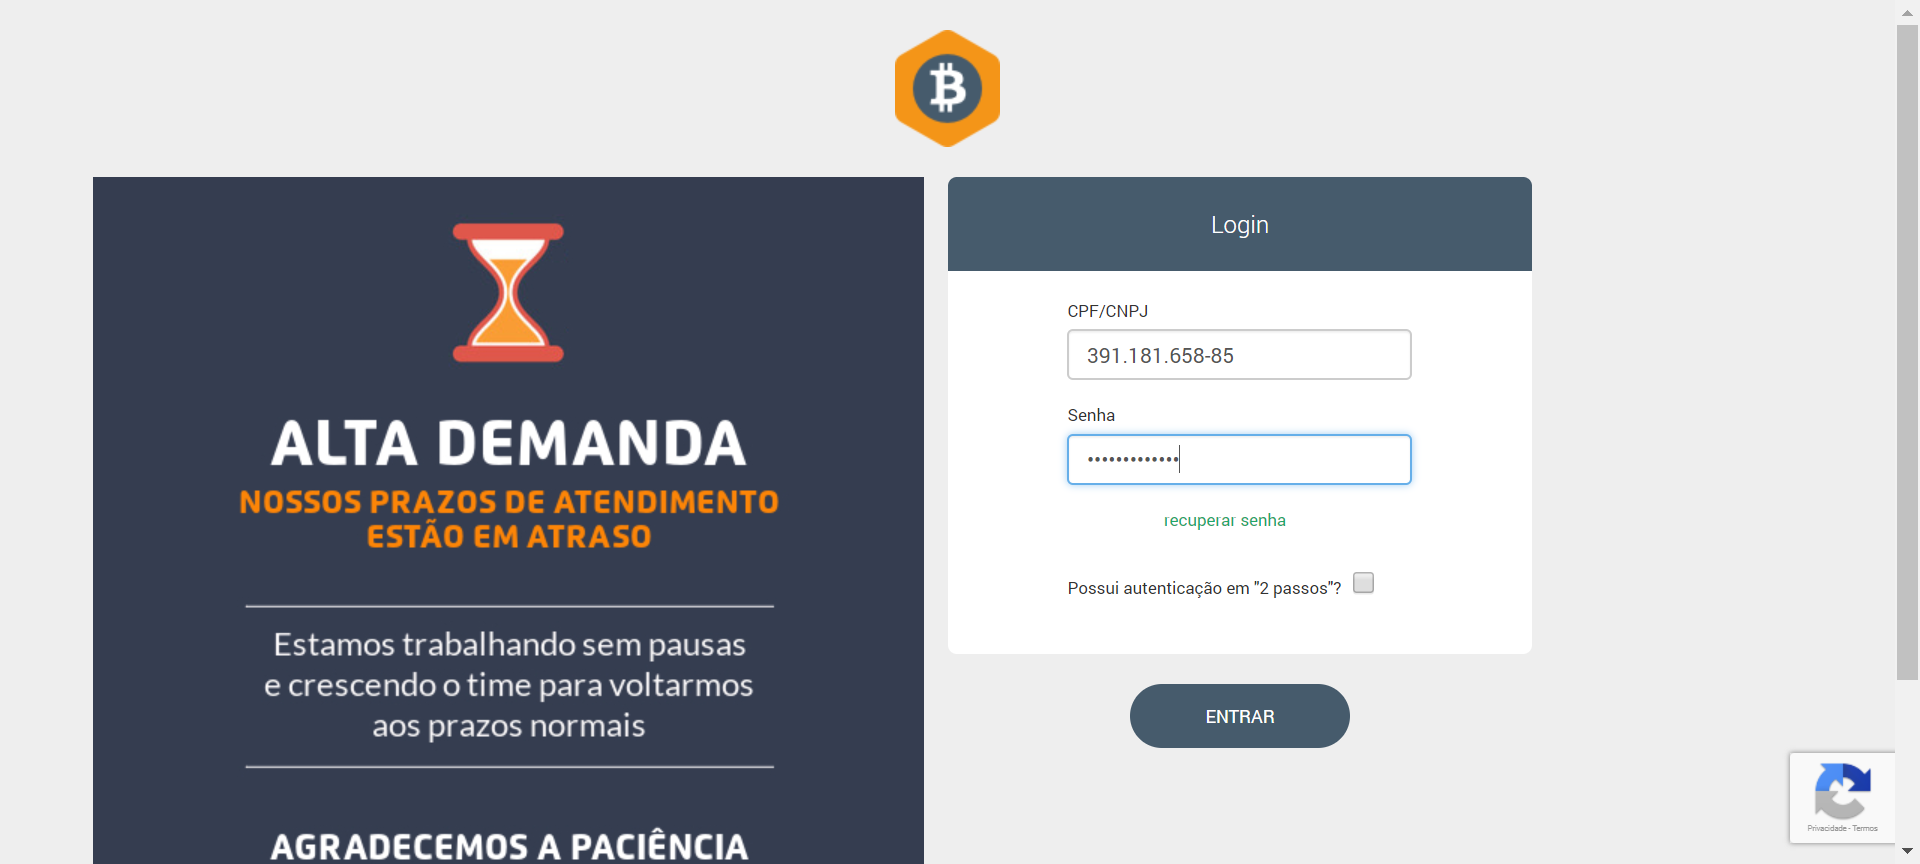 ALTA DEMANDA
NOSSOS PRAZOS DE ATENDIMENTO
ESTÃO EM ATRASO
Estamos trabalhando sem pausas
e crescendo o time para voltarmos
aos prazos normais
AGRADECEMOS A PACIÊNCIA
Login
CPF/CNPJ
391.181.658-85
Senha
•••••••••••••
recuperar senha
Possui autenticação em "2 passos"?
ENTRAR
Privacidade - Termos